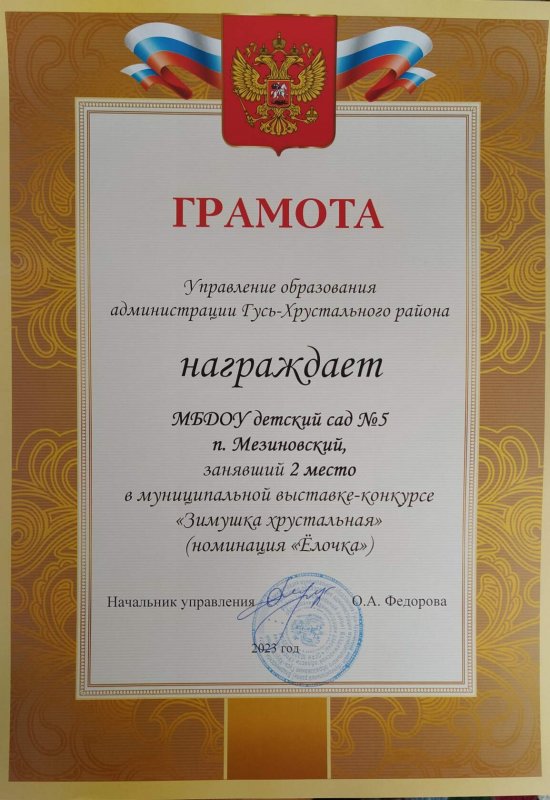 ГРАМОТА
Управление образования
администрации Гусь-Хрустального района
награждает
МБДОУ детский сад №5
п. Мезиновский,
занявший 2 место
в муниципальной выставке-конкурсе
«Зимушка хрустальная»
(номинация «Ёлочка»)
Начальник управления О.А. Федорова
2023 год